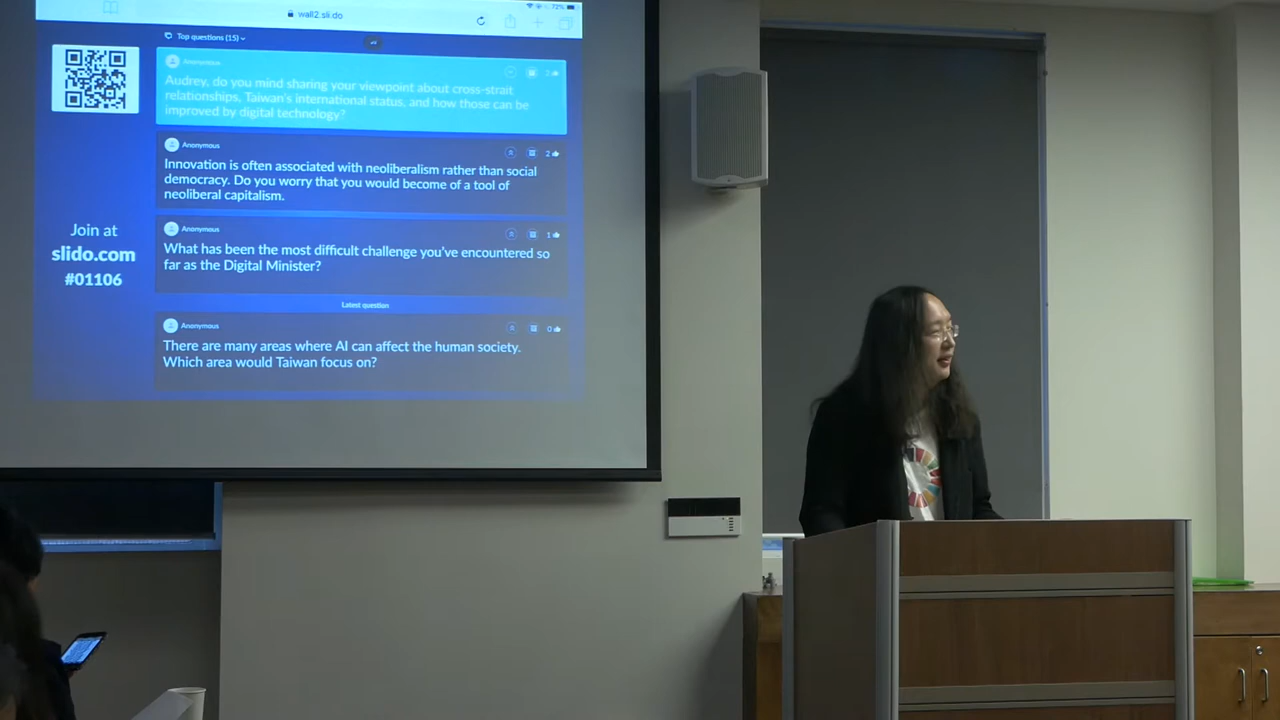 72%
wall2.sli.do
Top questions (15)
Anonymous
2
Audrey, do you mind sharing your viewpoint about cross-strait
relationships, Taiwan's international status, and how those can be
improved by digital technology?
Anonymous
2
Innovation is often associated with neoliberalism rather than social
democracy. Do you worry that you would become of a tool of
neoliberal capitalism.
Anonymous
1
What has been the most difficult challenge you've encountered so
far as the Digital Minister?
Latest question
Anonymous
0
There are many areas where AI can affect the human society.
Which area would Taiwan focus on?
Join at
slido.com
#01106